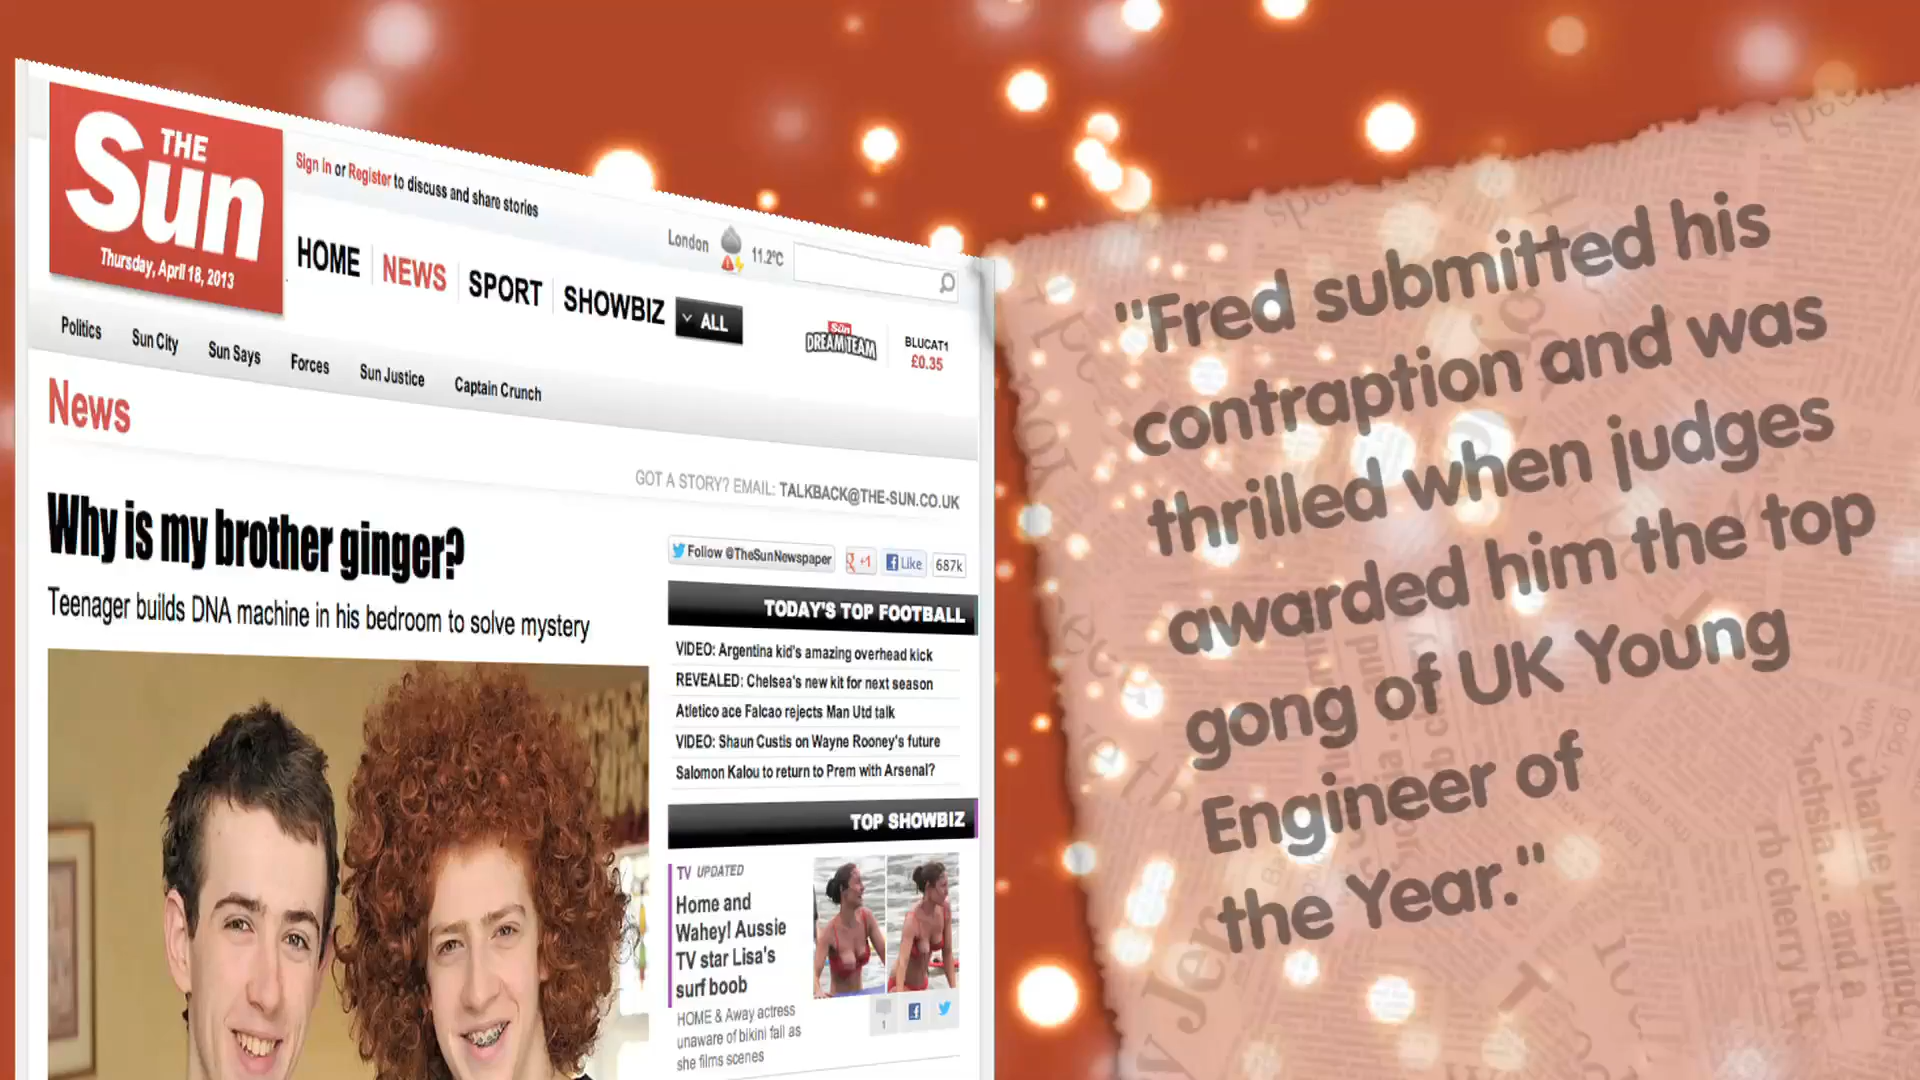 THE
Sun
Thursday, April 18, 2013
Sign in or Register to discuss and share stories
London
11.2°C
HOME NEWS SPORT SHOWBIZ ALL
Sun
DREAM TEAM
BLUCAT1
£0.35
Politics Sun City Sun Says Forces Sun Justice Captain Crunch
News
GOT A STORY? EMAIL: TALKBACK@THE-SUN.CO.UK
Why is my brother ginger?
Teenager builds DNA machine in his bedroom to solve mystery
Follow @TheSunNewspaper
g +1
Like
687k
TODAY'S TOP FOOTBALL
VIDEO: Argentina kid's amazing overhead kick
REVEALED: Chelsea's new kit for next season
Atletico ace Falcao rejects Man Utd talk
VIDEO: Shaun Custis on Wayne Rooney's future
Salomon Kalou to return to Prem with Arsenal?
TOP SHOWBIZ
TV UPDATED
Home and
Wahey! Aussie
TV star Lisa's
surf boob
HOME & Away actress
unaware of bikini fail as
she films scenes
1
"Fred submitted his
contraption and was
thrilled when judges
awarded him the top
gong of UK Young
Engineer of
the Year."